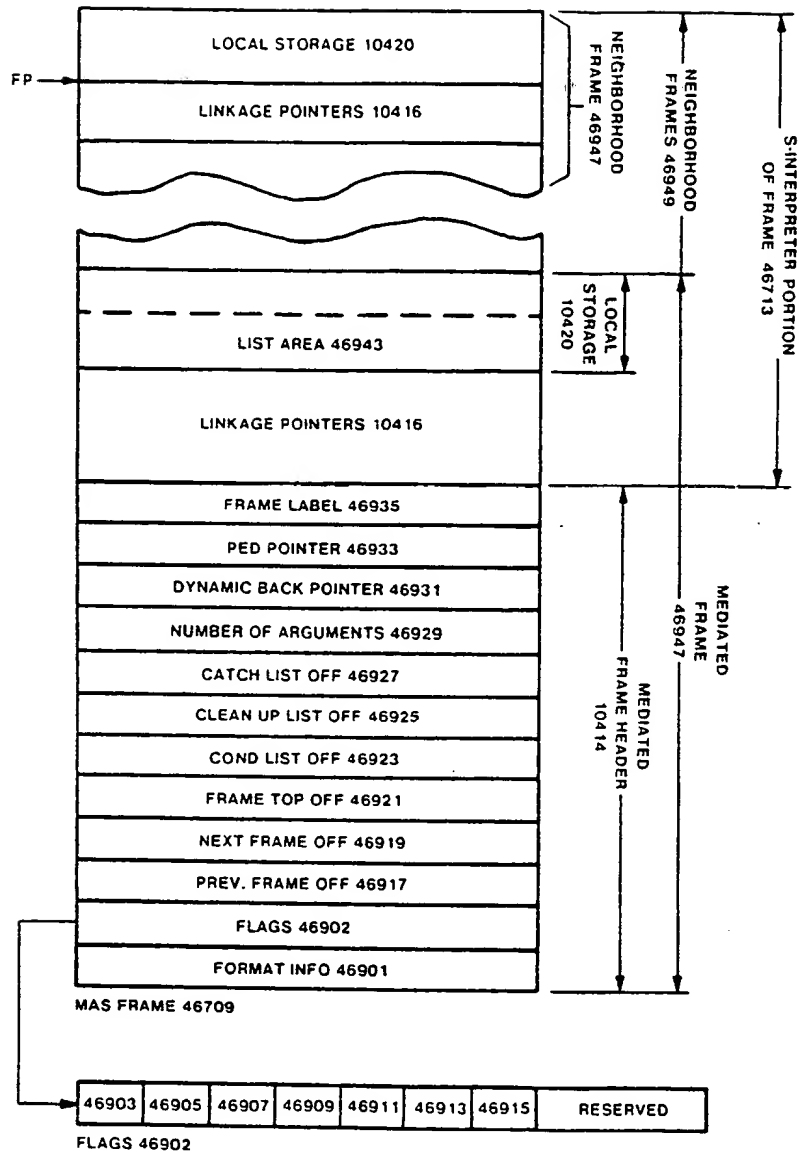 LOCAL STORAGE 10420
FP
LINKAGE POINTERS 10416
NEIGHBORHOOD
FRAME 46947
NEIGHBORHOOD
FRAMES 46949
S-INTERPRETER PORTION
OF FRAME 46713
LOCAL
STORAGE
10420
LIST AREA 46943
LINKAGE POINTERS 10416
FRAME LABEL 46935
PED POINTER 46933
DYNAMIC BACK POINTER 46931
NUMBER OF ARGUMENTS 46929
CATCH LIST OFF 46927
CLEAN UP LIST OFF 46925
COND LIST OFF 46923
FRAME TOP OFF 46921
NEXT FRAME OFF 46919
PREV. FRAME OFF 46917
FLAGS 46902
FORMAT INFO 46901
MEDIATED
FRAME HEADER
10414
MEDIATED
FRAME
46947
MAS FRAME 46709
46903 46905 46907 46909 46911 46913 46915 RESERVED
FLAGS 46902